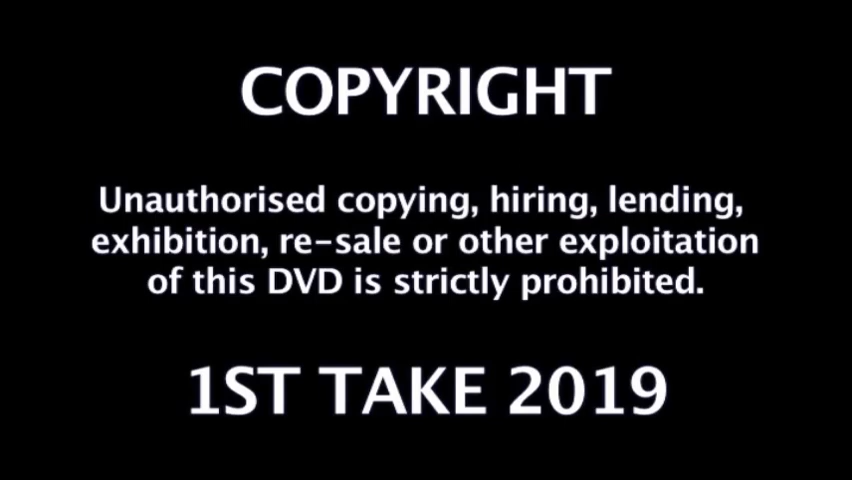 COPYRIGHT
Unauthorised copying, hiring, lending,
exhibition, re-sale or other exploitation
of this DVD is strictly prohibited.
1ST TAKE 2019